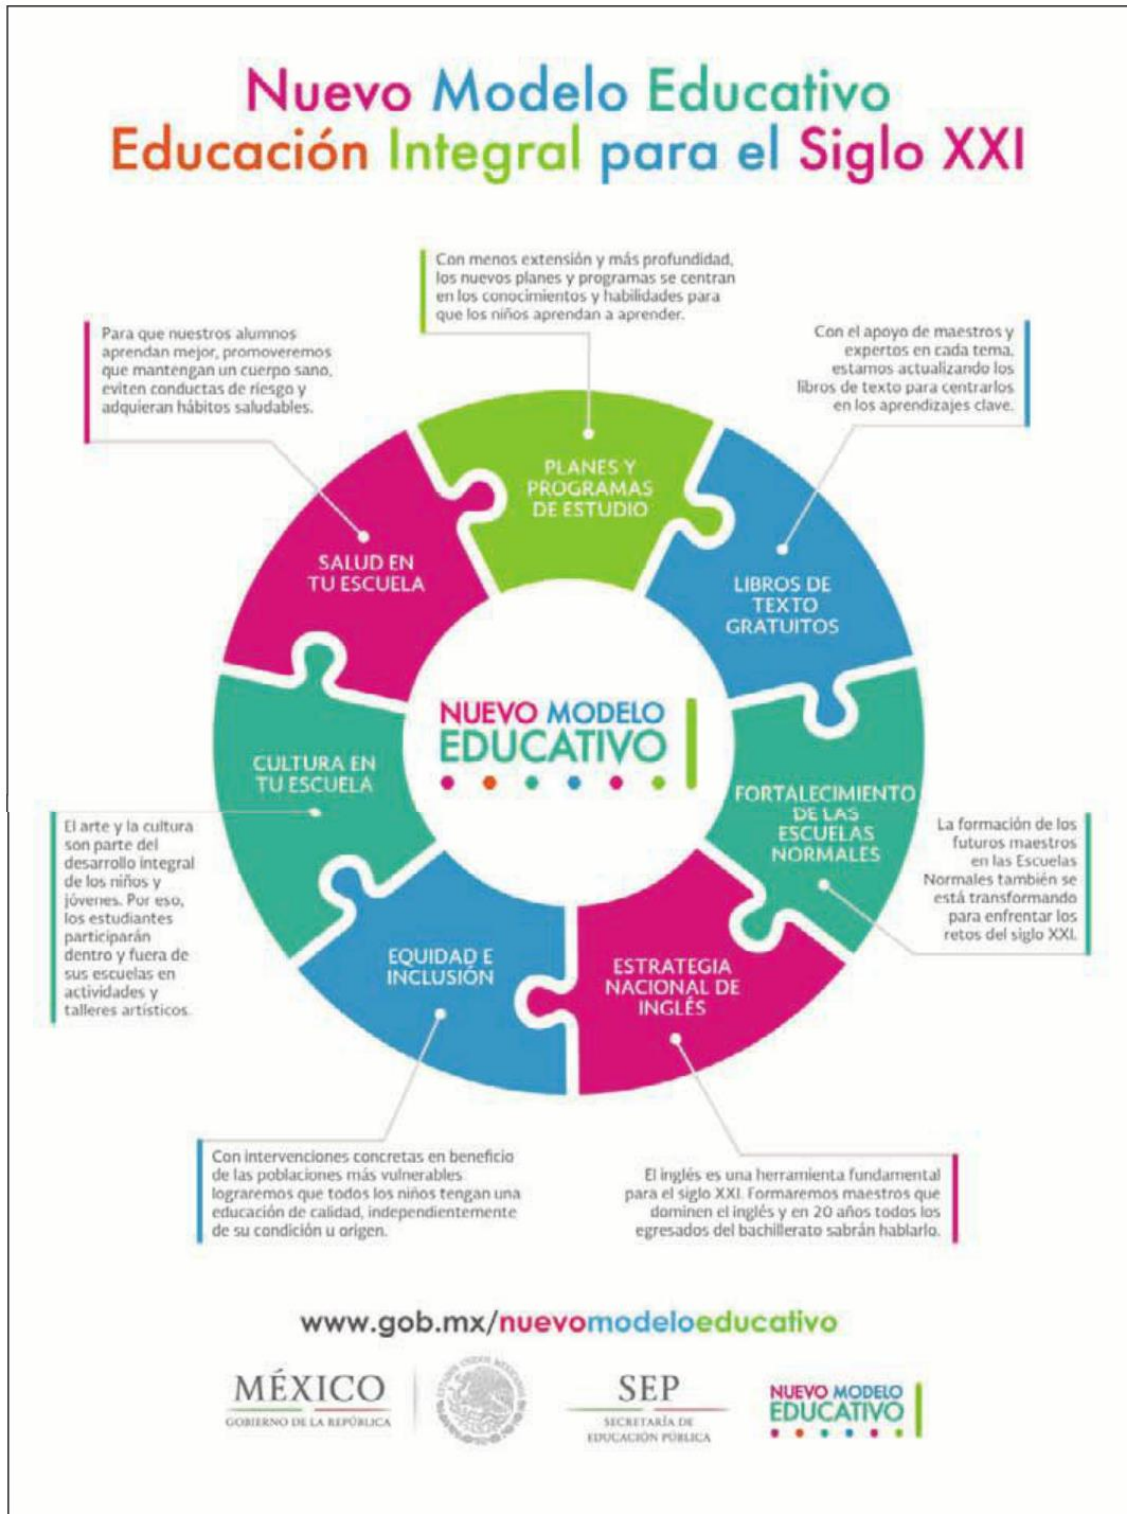 Nuevo Modelo Educativo
Educación Integral para el Siglo XXI
Con menos extensión y más profundidad,
los nuevos planes y programas se centran
en los conocimientos y habilidades para
que los niños aprendan a aprender.
Para que nuestros alumnos
aprendan mejor, promoveremos
que mantengan un cuerpo sano,
eviten conductas de riesgo y
adquieran hábitos saludables.
Con el apoyo de maestros y
expertos en cada tema,
estamos actualizando los
libros de texto para centrarlos
en los aprendizajes clave.
PLANES Y
PROGRAMAS
DE ESTUDIO
SALUD EN
TU ESCUELA
LIBROS DE
TEXTO
GRATUITOS
NUEVO MODELO
EDUCATIVO
CULTURA EN
TU ESCUELA
FORTALECIMIENTO
DE LAS
ESCUELAS
NORMALES
El arte y la cultura
son parte del
desarrollo integral
de los niños y
jóvenes. Por eso,
los estudiantes
participarán
dentro y fuera de
sus escuelas en
actividades y
talleres artísticos.
La formación de los
futuros maestros
en las Escuelas
Normales también se
está transformando
para enfrentar los
retos del siglo XXI.
EQUIDAD E
INCLUSIÓN
ESTRATEGIA
NACIONAL DE
INGLÉS
Con intervenciones concretas en beneficio
de las poblaciones más vulnerables
lograremos que todos los niños tengan una
educación de calidad, independientemente
de su condición u origen.
El inglés es una herramienta fundamental
para el siglo XXI. Formaremos maestros que
dominen el inglés y en 20 años todos los
egresados del bachillerato sabrán hablarlo.
www.gob.mx/nuevomodeloeducativo
MÉXICO
GOBIERNO DE LA REPÚBLICA
ESTADOS UNIDOS MEXICANOS
SEP
SECRETARÍA DE
EDUCACIÓN PÚBLICA
NUEVO MODELO
EDUCATIVO